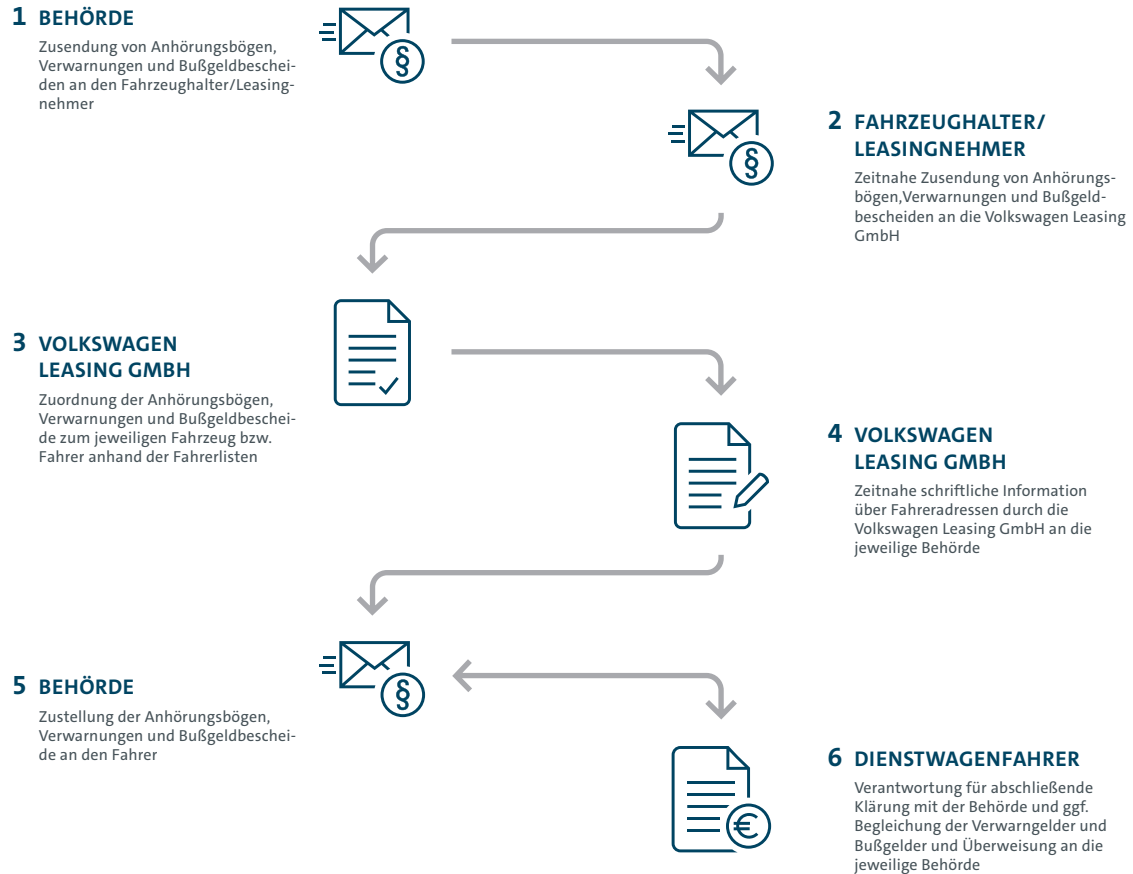 1 BEHÖRDE
Zusendung von Anhörungsbögen,
Verwarnungen und Bußgeldbeschei-
den an den Fahrzeughalter/Leasing-
nehmer
§
2 FAHRZEUGHALTER/
LEASINGNEHMER
Zeitnahe Zusendung von Anhörungs-
bögen,Verwarnungen und Bußgeld-
bescheiden an die Volkswagen Leasing
GmbH
§
3 VOLKSWAGEN
LEASING GMBH
Zuordnung der Anhörungsbögen,
Verwarnungen und Bußgeldbeschei-
de zum jeweiligen Fahrzeug bzw.
Fahrer anhand der Fahrerlisten
4 VOLKSWAGEN
LEASING GMBH
Zeitnahe schriftliche Information
über Fahreradressen durch die
Volkswagen Leasing GmbH an die
jeweilige Behörde
5 BEHÖRDE
Zustellung der Anhörungsbögen,
Verwarnungen und Bußgeldbeschei-
de an den Fahrer
§
6 DIENSTWAGENFAHRER
Verantwortung für abschließende
Klärung mit der Behörde und ggf.
Begleichung der Verwarngelder und
Bußgelder und Überweisung an die
jeweilige Behörde
€